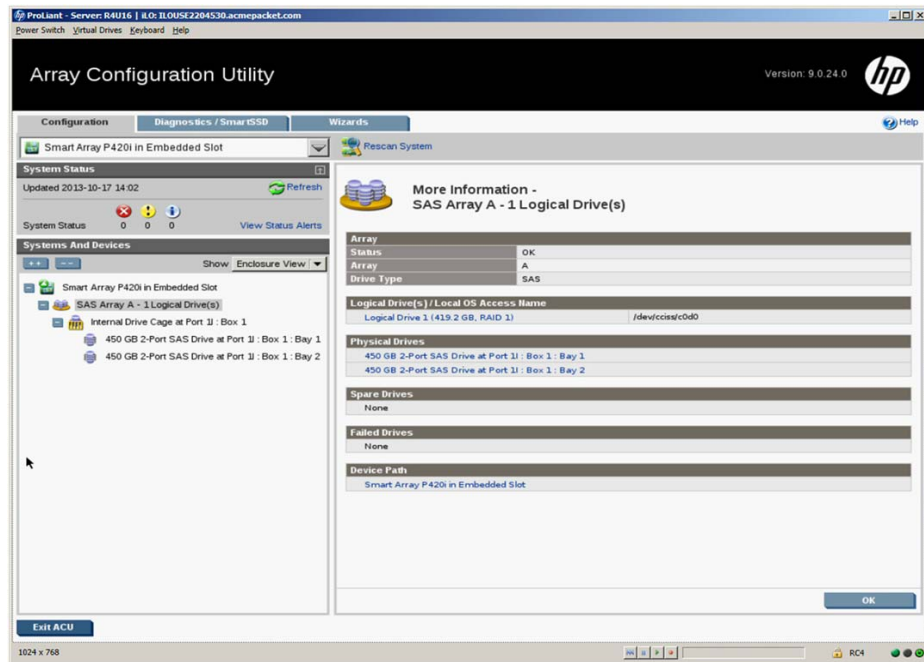 ProLiant - Server: R4U16 | iLO: ILOUSE2204530.acmepacket.com
Power Switch Virtual Drives Keyboard Help
Array Configuration Utility
Version: 9.0.24.0
hp
Configuration Diagnostics / SmartSSD Wizards
Help
Smart Array P420i in Embedded Slot
Rescan System
System Status
Updated 2013-10-17 14:02
Refresh
System Status 0 0 0 View Status Alerts
Systems And Devices
Show Enclosure View
Smart Array P420i in Embedded Slot
SAS Array A - 1 Logical Drive(s)
Internal Drive Cage at Port 1I : Box 1
450 GB 2-Port SAS Drive at Port 1I : Box 1 : Bay 1
450 GB 2-Port SAS Drive at Port 1I : Box 1 : Bay 2
More Information -
SAS Array A - 1 Logical Drive(s)
Array
Status OK
Array A
Drive Type SAS
Logical Drive(s) / Local OS Access Name
Logical Drive 1 (419.2 GB, RAID 1) /dev/cciss/c0d0
Physical Drives
450 GB 2-Port SAS Drive at Port 1I : Box 1 : Bay 1
450 GB 2-Port SAS Drive at Port 1I : Box 1 : Bay 2
Spare Drives
None
Failed Drives
None
Device Path
Smart Array P420i in Embedded Slot
OK
Exit ACU
1024 x 768
RC4